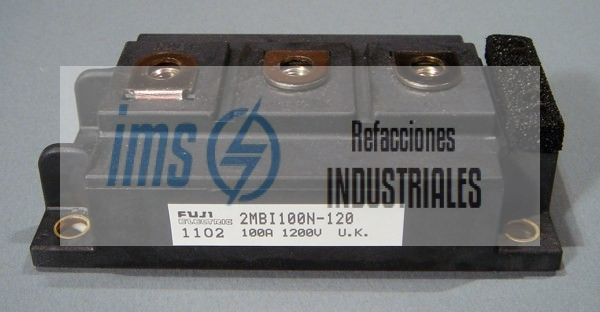 ims
Refacciones
INDUSTRIALES
FUJI
ELECTRIC
2MBI100N-120
1102 100A 1200V U.K.